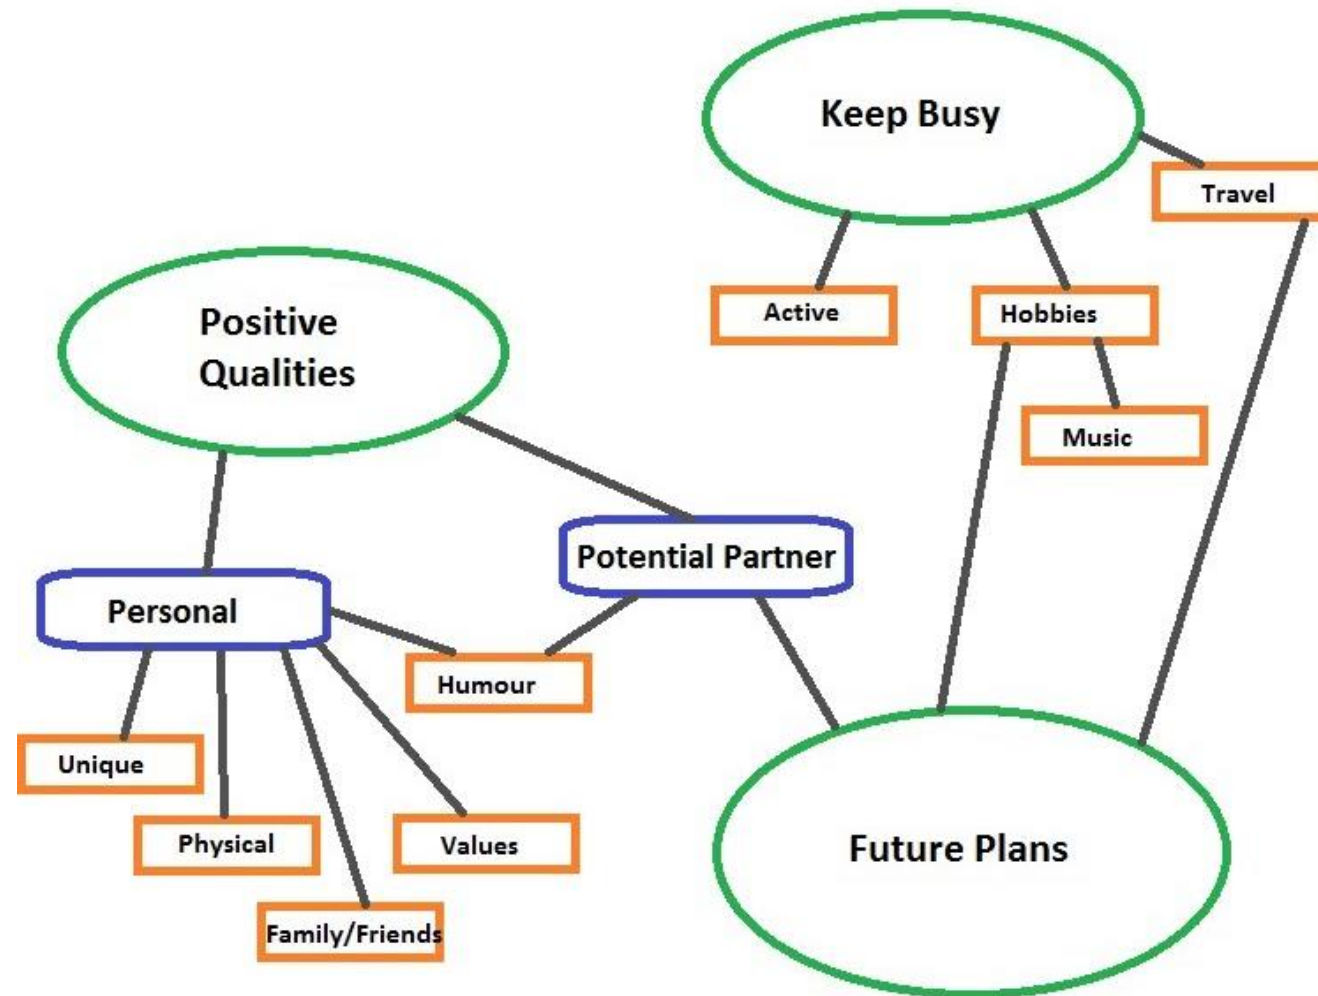 Keep Busy
Travel
Active
Hobbies
Positive
Qualities
Music
Potential Partner
Personal
Humour
Unique
Physical
Values
Future Plans
Family/Friends